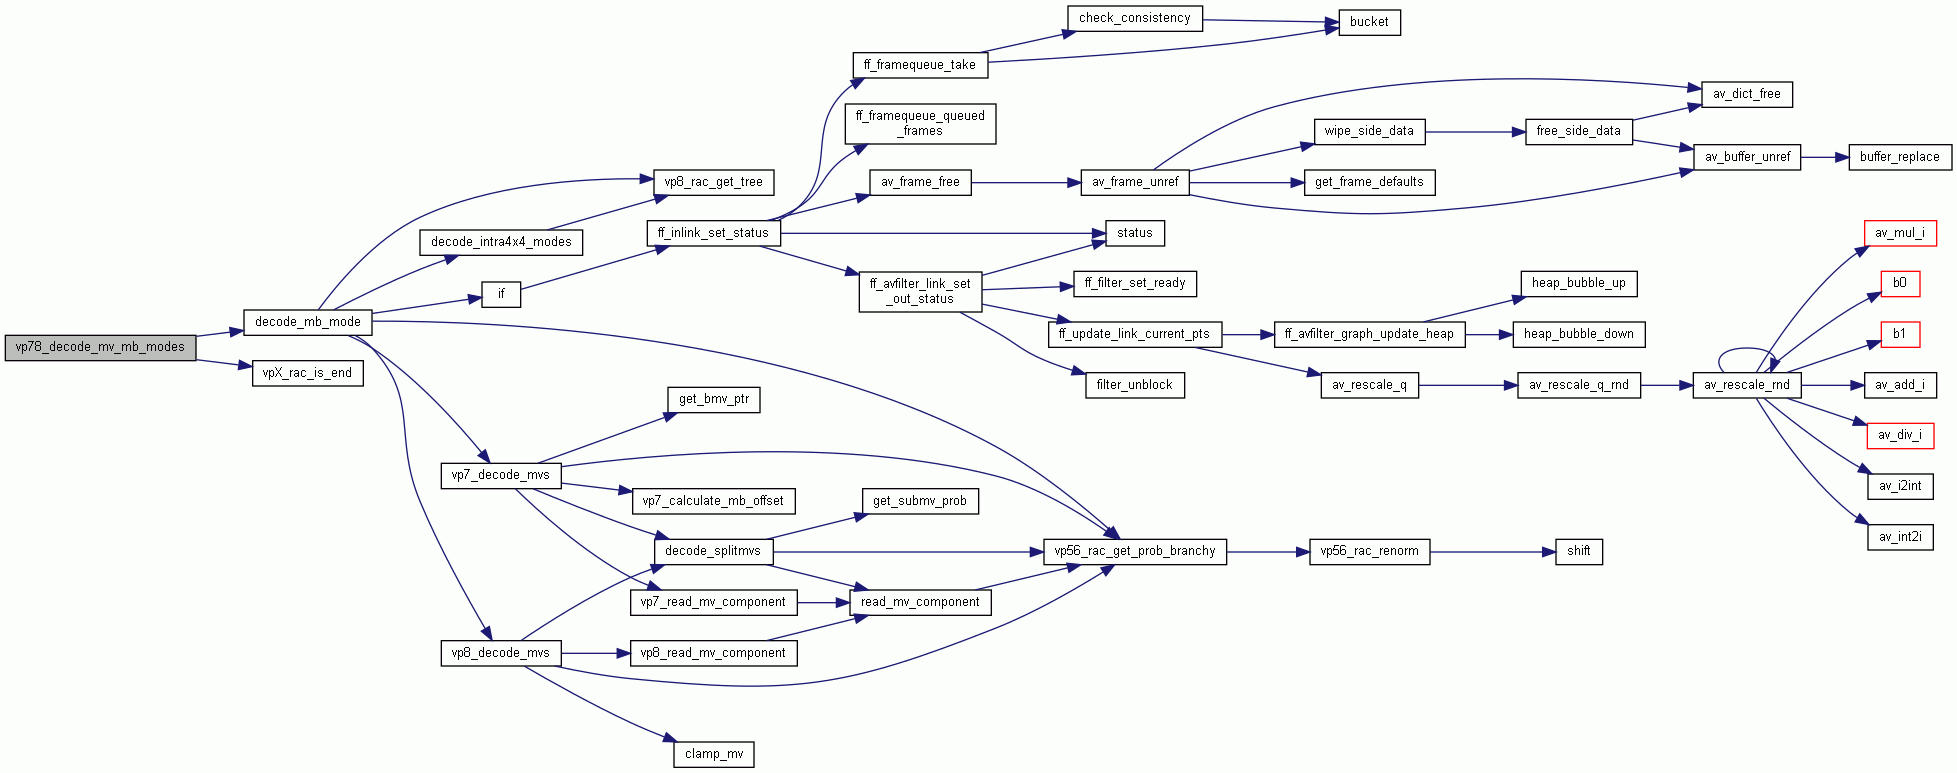 check_consistency
bucket
ff_framequeue_take
av_dict_free
ff_framequeue_queued
_frames
wipe_side_data
free_side_data
av_buffer_unref
buffer_replace
vp8_rac_get_tree
av_frame_free
av_frame_unref
get_frame_defaults
decode_intra4x4_modes
ff_inlink_set_status
status
av_mul_i
if
ff_avfilter_link_set
_out_status
ff_filter_set_ready
heap_bubble_up
b0
decode_mb_mode
ff_update_link_current_pts
ff_avfilter_graph_update_heap
heap_bubble_down
b1
vp78_decode_mv_mb_modes
vpX_rac_is_end
filter_unblock
av_rescale_q
av_rescale_q_rnd
av_rescale_rnd
av_add_i
get_bmv_ptr
av_div_i
vp7_decode_mvs
vp7_calculate_mb_offset
get_submv_prob
av_i2int
decode_splitmvs
vp56_rac_get_prob_branchy
vp56_rac_renorm
shift
av_int2i
vp7_read_mv_component
read_mv_component
vp8_decode_mvs
vp8_read_mv_component
clamp_mv